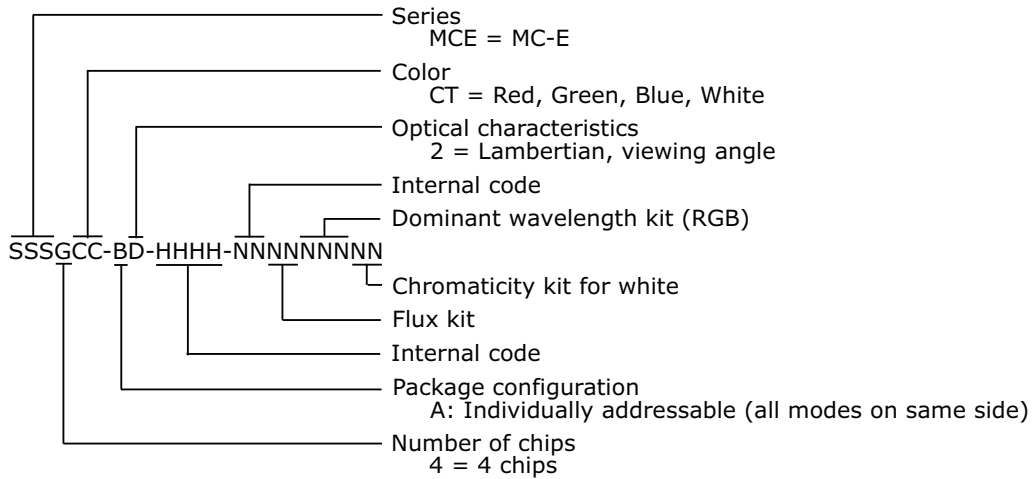 Series
MCE = MC-E
Color
CT = Red, Green, Blue, White
Optical characteristics
2 = Lambertian, viewing angle
Internal code
Dominant wavelength kit (RGB)
SSSGCC-BD-HHHH-NNNNNNNNN
Chromaticity kit for white
Flux kit
Internal code
Package configuration
A: Individually addressable (all modes on same side)
Number of chips
4 = 4 chips